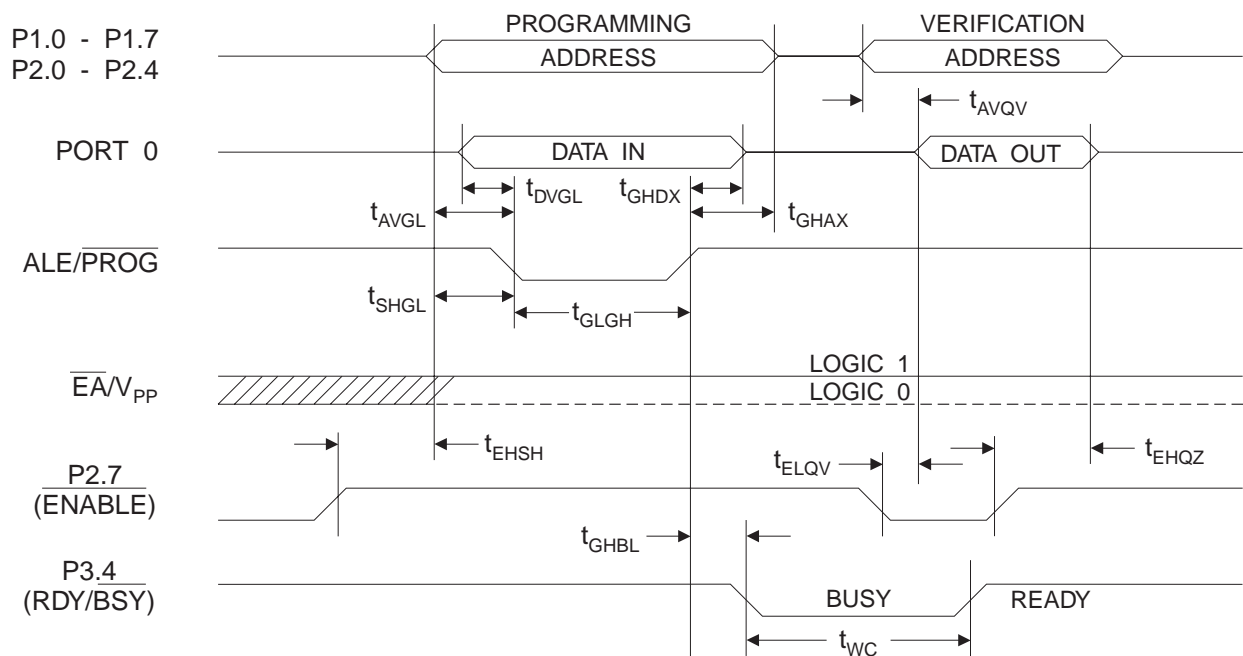 PROGRAMMING
VERIFICATION
P1.0 - P1.7
P2.0 - P2.4
ADDRESS
ADDRESS
tAVQV
PORT 0
DATA IN
DATA OUT
tDVGL
tGHDX
tAVGL
tGHAX
ALE/PROG
tSHGL
tGLGH
LOGIC 1
EA/VPP
LOGIC 0
tEHSH
tELQV
tEHQZ
P2.7
(ENABLE)
tGHBL
P3.4
(RDY/BSY)
BUSY
READY
tWC